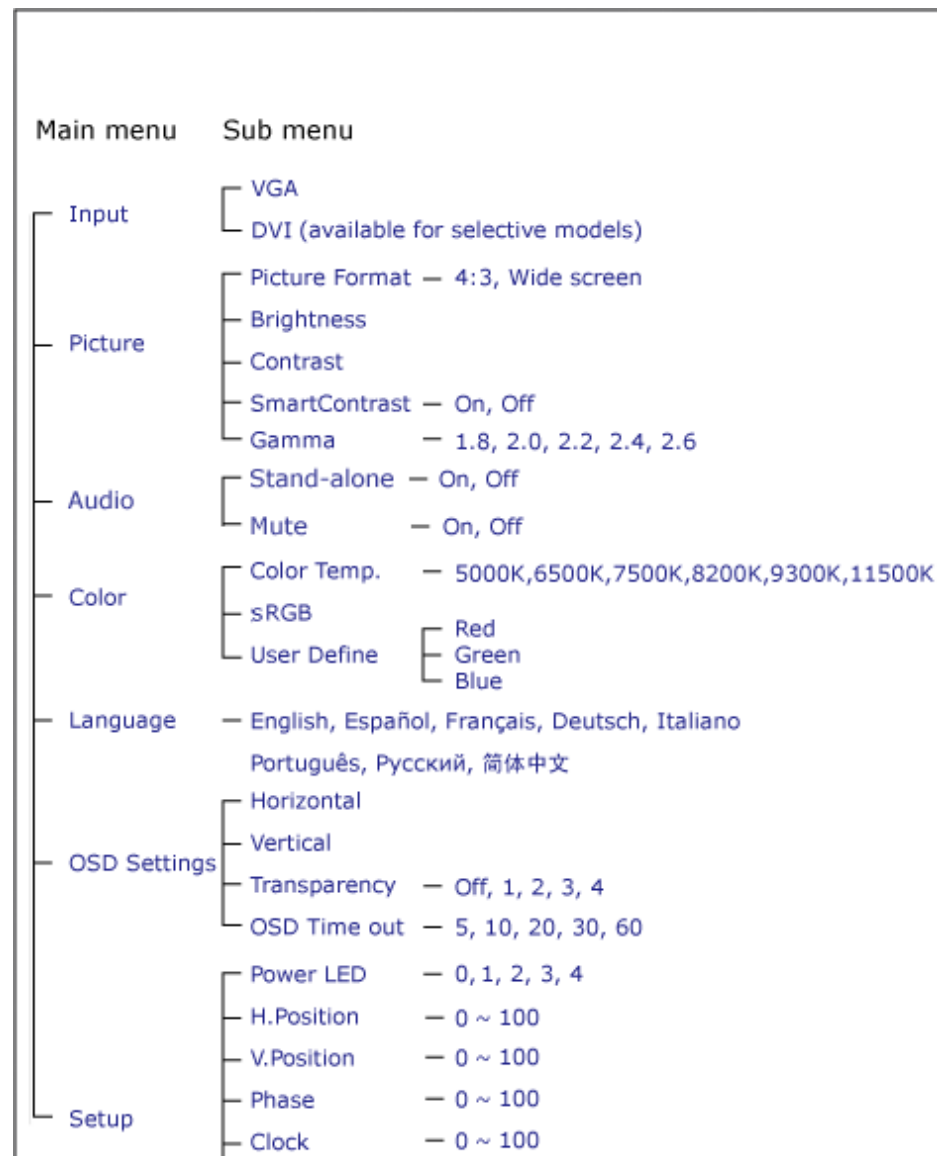 Main menu Sub menu
Input
VGA
DVI (available for selective models)
Picture
Picture Format — 4:3, Wide screen
Brightness
Contrast
SmartContrast — On, Off
Gamma — 1.8, 2.0, 2.2, 2.4, 2.6
Audio
Stand-alone — On, Off
Mute — On, Off
Color
Color Temp. — 5000K,6500K,7500K,8200K,9300K,11500K
sRGB
User Define
Red
Green
Blue
Language — English, Español, Français, Deutsch, Italiano
Português, Русский, 简体中文
OSD Settings
Horizontal
Vertical
Transparency — Off, 1, 2, 3, 4
OSD Time out — 5, 10, 20, 30, 60
Setup
Power LED — 0, 1, 2, 3, 4
H.Position — 0 ~ 100
V.Position — 0 ~ 100
Phase — 0 ~ 100
Clock — 0 ~ 100